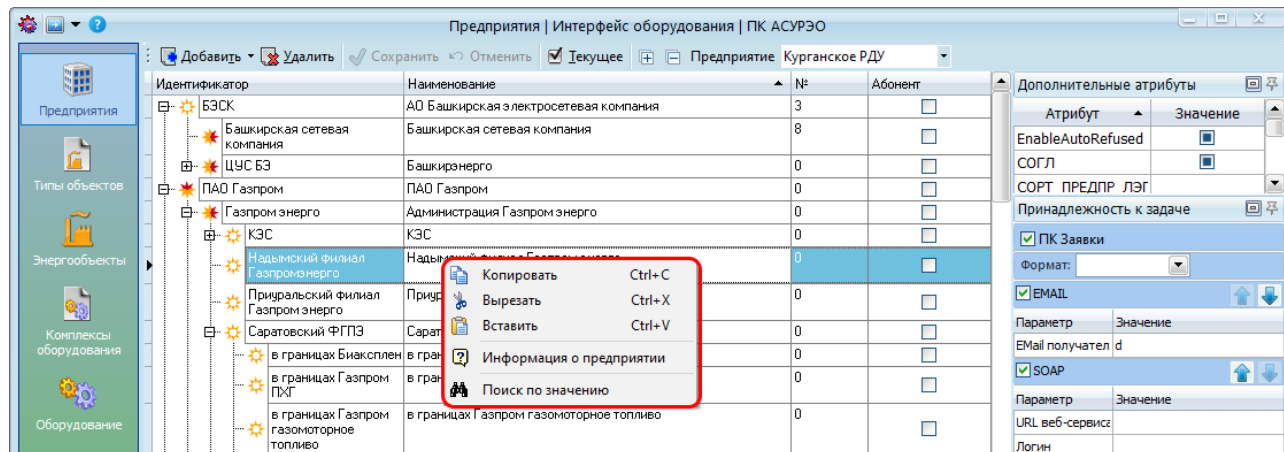 Предприятия | Интерфейс оборудования | ПК АСУРЭО
Добавить Удалить Сохранить Отменить Текущее Предприятие Курганское РДУ
Предприятия
Типы объектов
Энергообъекты
Комплексы
оборудования
Оборудование
Идентификатор Наименование № Абонент
БЭСК АО Башкирская электросетевая компания 3
Башкирская сетевая
компания Башкирская сетевая компания 8
ЦУС БЭ Башкирэнерго 0
ПАО Газпром ПАО Газпром 0
Газпром энерго Администрация Газпром энерго 0
КЭС КЭС 0
Надымский филиал
Газпромэнерго 0
Приуральский филиал
Газпром энерго 0
Саратовский ФГПЭ 0
в границах Биаксплен 0
в границах Газпром
ПХГ 0
в границах Газпром
газомоторное
топливо в границах Газпром газомоторное топливо 0
Копировать Ctrl+C
Вырезать Ctrl+X
Вставить Ctrl+V
Информация о предприятии
Поиск по значению
Дополнительные атрибуты
Атрибут Значение
EnableAutoRefused
СОГЛ
СОРТ_ПРЕДПР_ЛЭГ
Принадлежность к задаче
ПК Заявки
Формат:
EMAIL
Параметр Значение
EMail получател d
SOAP
Параметр Значение
URL веб-сервиса
Логин